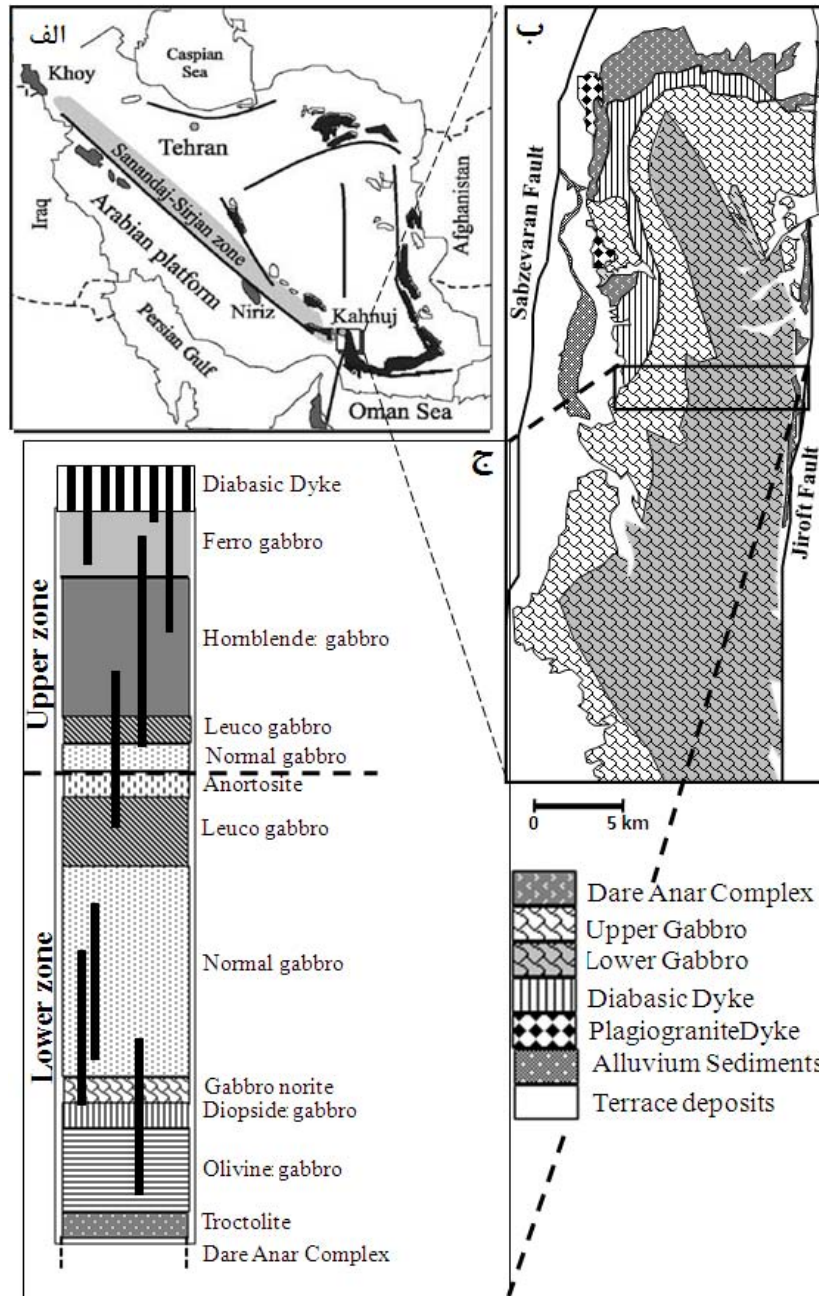 الف
Caspian
Sea
Khoy
Tehran
Sanandaj-Sirjan zone
Arabian platform
Iraq
Afghanistan
Niriz
Kahnuj
Persian Gulf
Oman Sea
ب
Sabzevaran Fault
Jiroft Fault
0 5 km
Dare Anar Complex
Upper Gabbro
Lower Gabbro
Diabasic Dyke
PlagiograniteDyke
Alluvium Sediments
Terrace deposits
ج
Upper zone
Lower zone
Diabasic Dyke
Ferro gabbro
Hornblende: gabbro
Leuco gabbro
Normal gabbro
Anortosite
Leuco gabbro
Normal gabbro
Gabbro norite
Diopside: gabbro
Olivine: gabbro
Troctolite
Dare Anar Complex